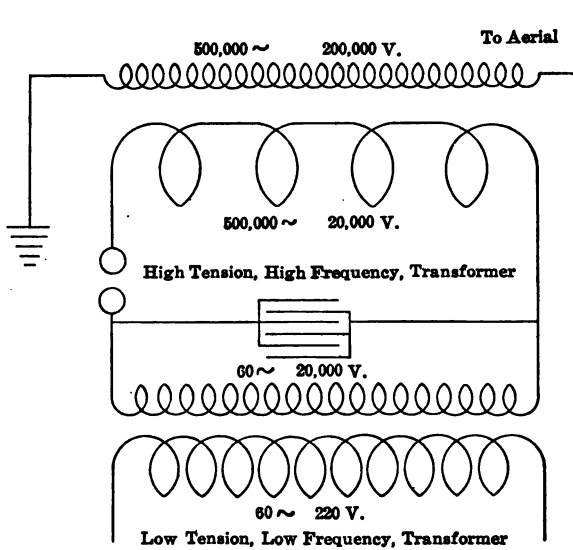 To Aerial
500,000 ~ 200,000 V.
500,000 ~ 20,000 V.
High Tension, High Frequency, Transformer
60 ~ 20,000 V.
60 ~ 220 V.
Low Tension, Low Frequency, Transformer